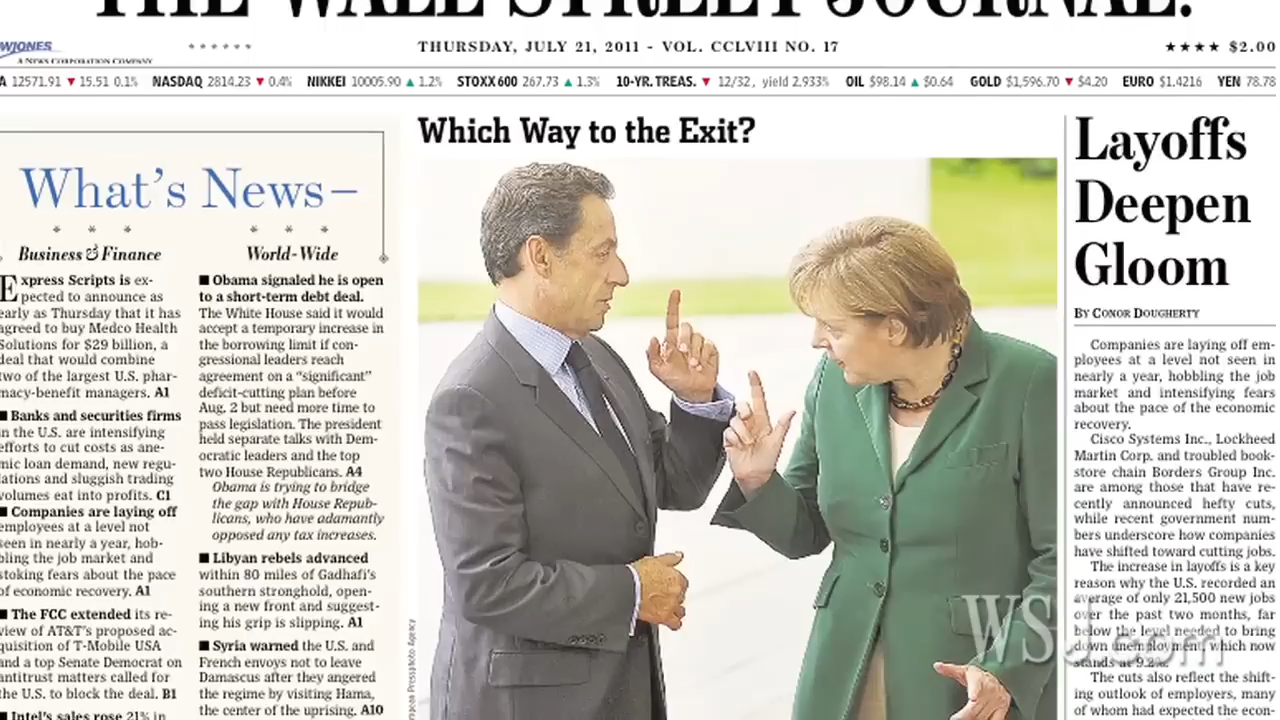 THE WALL STREET JOURNAL.
DOWJONES
A NEWS CORPORATION COMPANY
THURSDAY, JULY 21, 2011 - VOL. CCLVIII NO. 17
★★★★ $2.00
A 12571.91 ▼ 15.51 0.1% NASDAQ 2814.23 ▼ 0.4% NIKKEI 10005.90 ▲ 1.2% STOXX 600 267.73 ▲ 1.3% 10-YR. TREAS. ▼ 12/32, yield 2.933% OIL $98.14 ▲ $0.64 GOLD $1,596.70 ▼ $4.20 EURO $1.4216 YEN 78.78
What's News–
Business & Finance
Express Scripts is ex-
pected to announce as
early as Thursday that it has
agreed to buy Medco Health
Solutions for $29 billion, a
deal that would combine
two of the largest U.S. phar-
macy-benefit managers. A1
■ Banks and securities firms
in the U.S. are intensifying
efforts to cut costs as ane-
mic loan demand, new regu-
lations and sluggish trading
volumes eat into profits. C1
■ Companies are laying off
employees at a level not
seen in nearly a year, hob-
bling the job market and
stoking fears about the pace
of economic recovery. A1
■ The FCC extended its re-
view of AT&T's proposed ac-
quisition of T-Mobile USA
and a top Senate Democrat on
antitrust matters called for
the U.S. to block the deal. B1
■ Intel's sales rose 21% in
World-Wide
■ Obama signaled he is open
to a short-term debt deal.
The White House said it would
accept a temporary increase in
the borrowing limit if con-
gressional leaders reach
agreement on a "significant"
deficit-cutting plan before
Aug. 2 but need more time to
pass legislation. The president
held separate talks with Dem-
ocratic leaders and the top
two House Republicans. A4
Obama is trying to bridge
the gap with House Repub-
licans, who have adamantly
opposed any tax increases.
■ Libyan rebels advanced
within 80 miles of Gadhafi's
southern stronghold, open-
ing a new front and suggest-
ing his grip is slipping. A1
■ Syria warned the U.S. and
French envoys not to leave
Damascus after they angered
the regime by visiting Hama,
the center of the uprising. A10
Which Way to the Exit?
European Pressphoto Agency
Layoffs
Deepen
Gloom
BY CONOR DOUGHERTY
Companies are laying off em-
ployees at a level not seen in
nearly a year, hobbling the job
market and intensifying fears
about the pace of the economic
recovery.
Cisco Systems Inc., Lockheed
Martin Corp. and troubled book-
store chain Borders Group Inc.
are among those that have re-
cently announced hefty cuts,
while recent government num-
bers underscore how companies
have shifted toward cutting jobs.
The increase in layoffs is a key
reason why the U.S. recorded an
average of only 21,500 new jobs
over the past two months, far
below the level needed to bring
down unemployment, which now
stands at 9.2%.
The cuts also reflect the shift-
ing outlook of employers, many
of whom had expected the econ-
WSJ.com